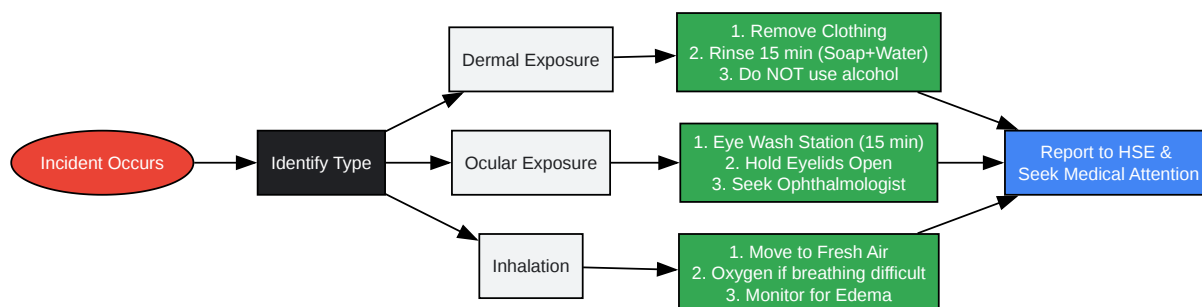 Incident Occurs
Identify Type
Dermal Exposure
1. Remove Clothing
2. Rinse 15 min (Soap+Water)
3. Do NOT use alcohol
Ocular Exposure
1. Eye Wash Station (15 min)
2. Hold Eyelids Open
3. Seek Ophthalmologist
Inhalation
1. Move to Fresh Air
2. Oxygen if breathing difficult
3. Monitor for Edema
Report to HSE &
Seek Medical Attention